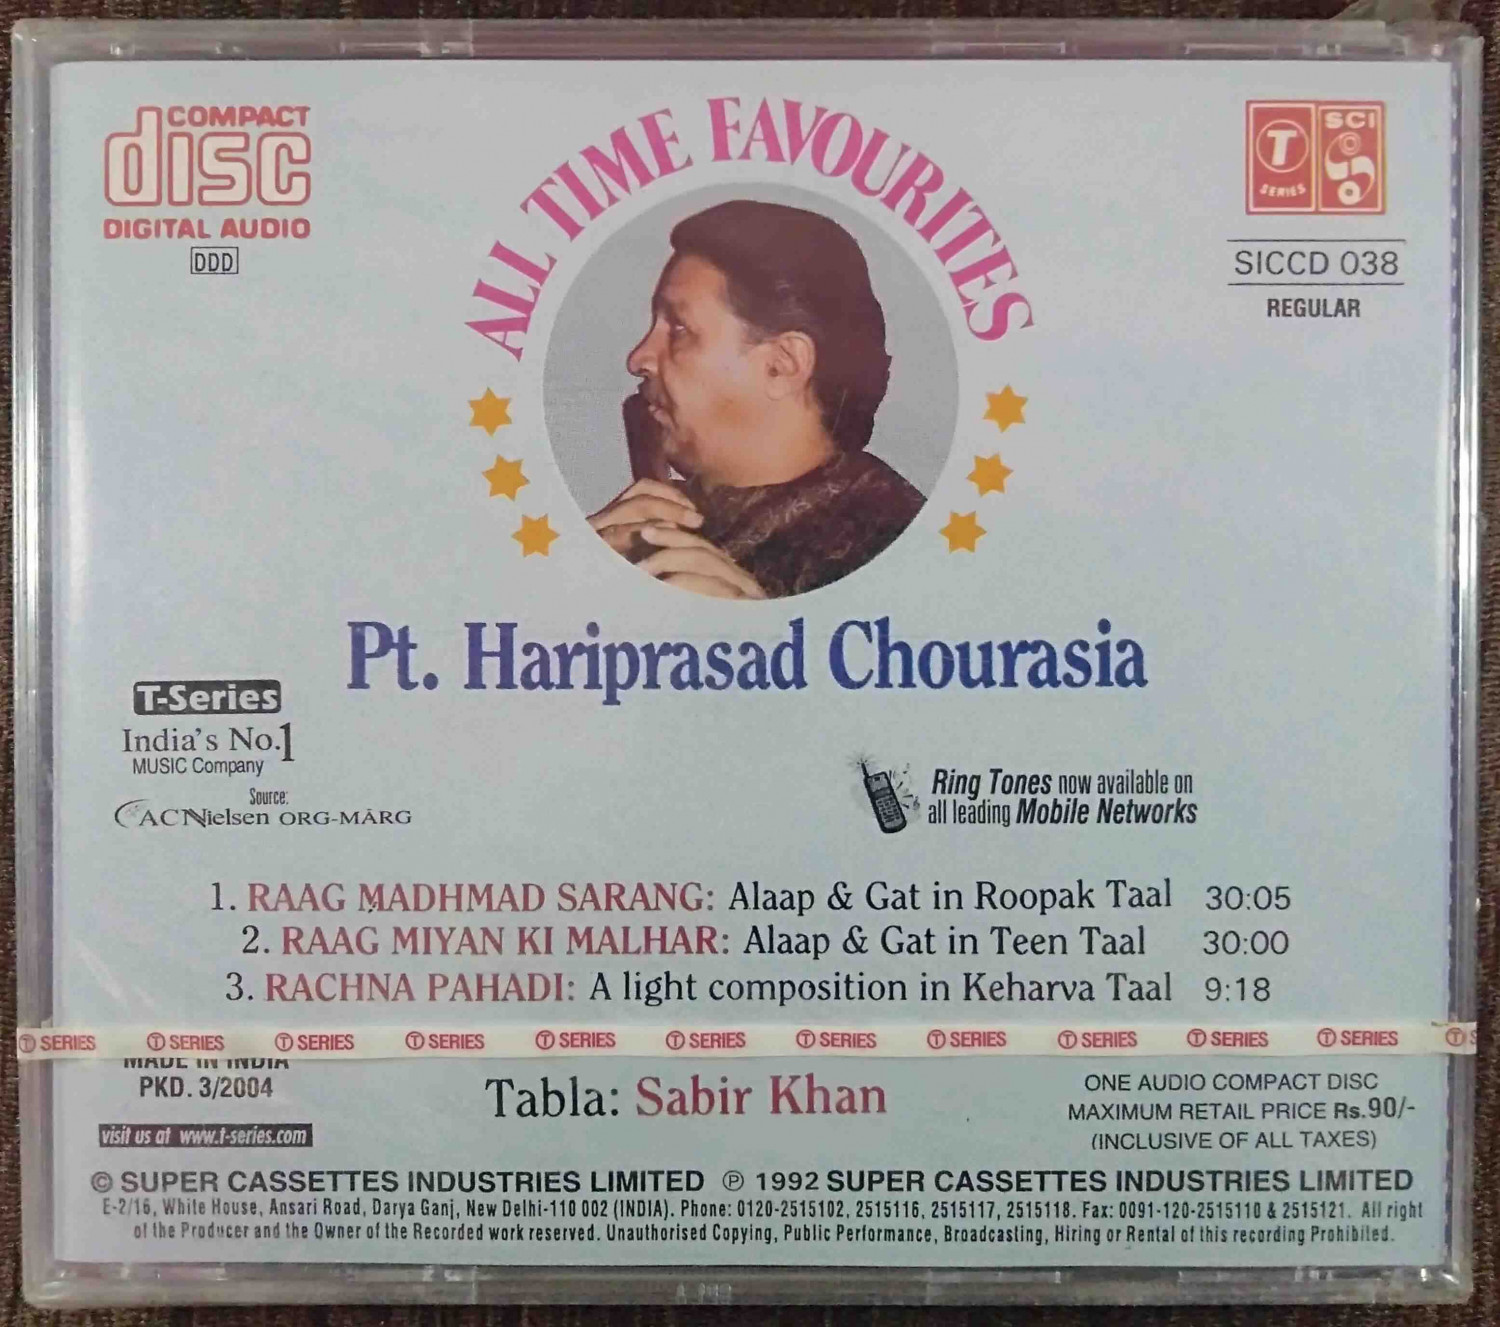 COMPACT
disc
DIGITAL AUDIO
DDD
ALL TIME FAVOURITES
T
SERIES
SCI
SICCD 038
REGULAR
Pt. Hariprasad Chourasia
T-Series
India's No.1
MUSIC Company
Source:
ACNielsen ORG-MARG
Ring Tones now available on
all leading Mobile Networks
1. RAAG MADHMAD SARANG: Alaap & Gat in Roopak Taal 30:05
2. RAAG MIYAN KI MALHAR: Alaap & Gat in Teen Taal 30:00
3. RACHNA PAHADI: A light composition in Keharva Taal 9:18
T SERIES T SERIES T SERIES T SERIES T SERIES T SERIES T SERIES T SERIES T SERIES T SERIES T SERIES T S
MADE IN INDIA
PKD. 3/2004
visit us at www.t-series.com
Tabla: Sabir Khan
ONE AUDIO COMPACT DISC
MAXIMUM RETAIL PRICE Rs.90/-
(INCLUSIVE OF ALL TAXES)
© SUPER CASSETTES INDUSTRIES LIMITED ℗ 1992 SUPER CASSETTES INDUSTRIES LIMITED
E-2/16, White House, Ansari Road, Darya Ganj, New Delhi-110 002 (INDIA). Phone: 0120-2515102, 2515116, 2515117, 2515118. Fax: 0091-120-2515110 & 2515121. All right
of the Producer and the Owner of the Recorded work reserved. Unauthorised Copying, Public Performance, Broadcasting, Hiring or Rental of this recording Prohibited.